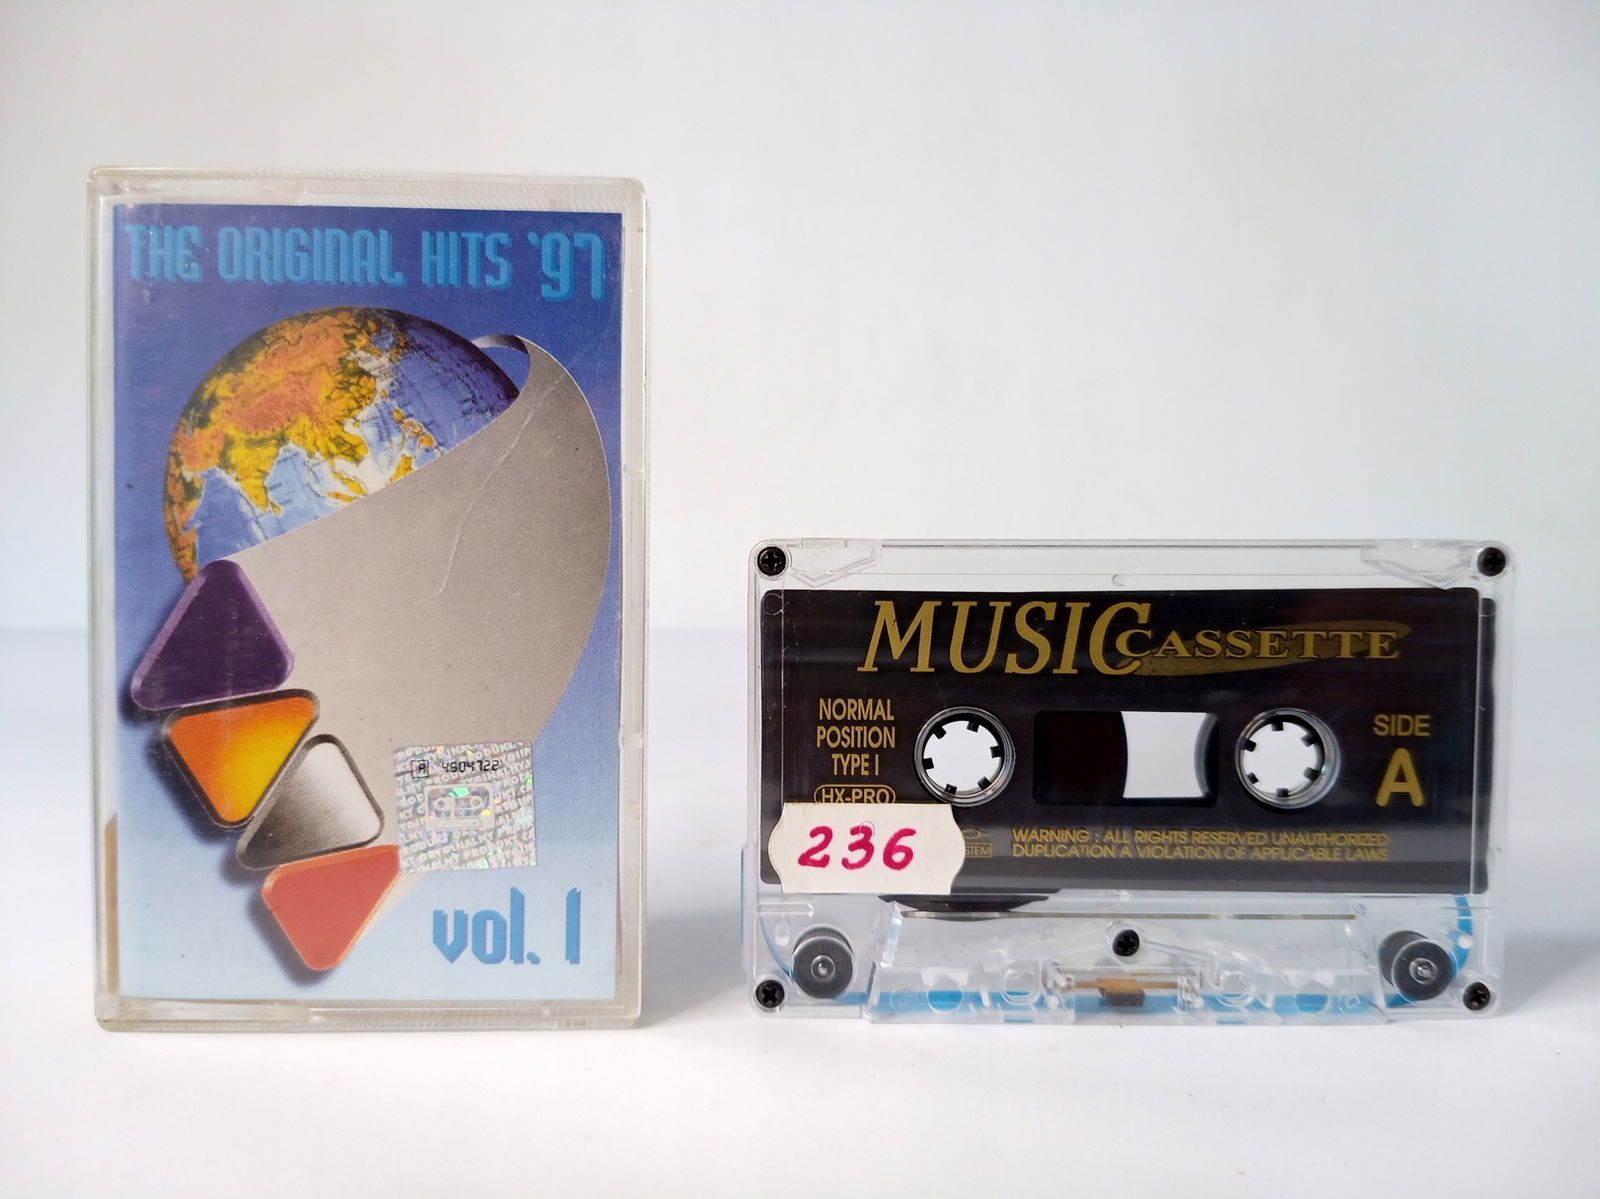 THE ORIGINAL HITS '97
A 4904722
vol. 1
MUSIC CASSETTE
NORMAL
POSITION
TYPE I
HX-PRO
SIDE
A
236
WARNING : ALL RIGHTS RESERVED UNAUTHORIZED
DUPLICATION A VIOLATION OF APPLICABLE LAWS